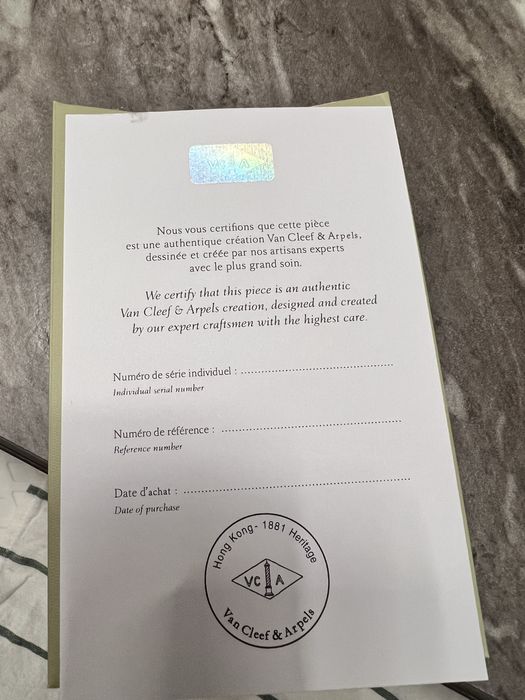 V A
Nous vous certifions que cette pièce
est une authentique création Van Cleef & Arpels,
dessinée et créée par nos artisans experts
avec le plus grand soin.
We certify that this piece is an authentic
Van Cleef & Arpels creation, designed and created
by our expert craftsmen with the highest care.
Numéro de série individuel : ..........................................
Individual serial number
Numéro de référence : ..................................................
Reference number
Date d'achat : ...............................................................
Date of purchase
Hong Kong - 1881 Heritage
VC A
Van Cleef & Arpels